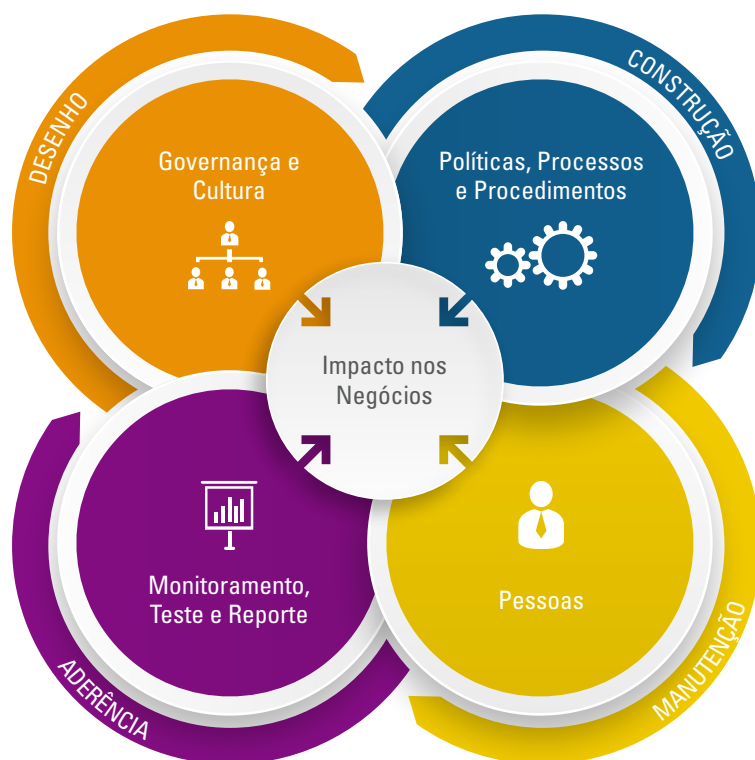 DESENHO
Governança e
Cultura
CONSTRUÇÃO
Políticas, Processos
e Procedimentos
Impacto nos
Negócios
Monitoramento,
Teste e Reporte
ADERÊNCIA
Pessoas
MANUTENÇÃO